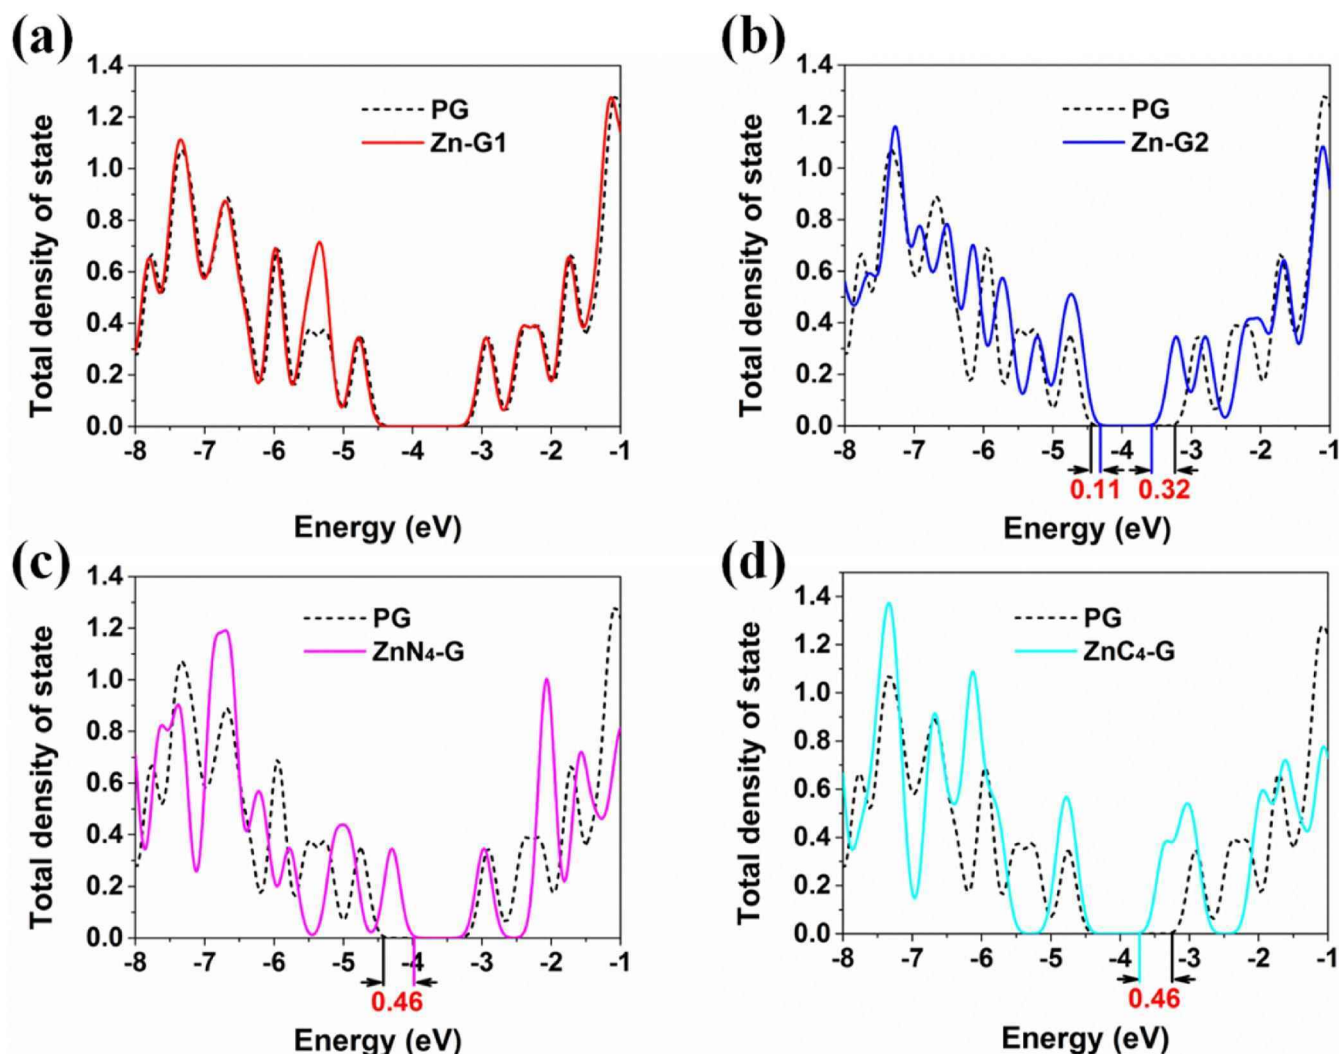 (a)
1.4
1.2
1.0
0.8
0.6
0.4
0.2
0.0
Total density of state
PG
Zn-G1
-8 -7 -6 -5 -4 -3 -2 -1
Energy (eV)
(b)
1.4
1.2
1.0
0.8
0.6
0.4
0.2
0.0
Total density of state
PG
Zn-G2
-8 -7 -6 -5 -4 -3 -2 -1
0.11 0.32
Energy (eV)
(c)
1.4
1.2
1.0
0.8
0.6
0.4
0.2
0.0
Total density of state
PG
ZnN₄-G
-8 -7 -6 -5 -4 -3 -2 -1
0.46
Energy (eV)
(d)
1.4
1.2
1.0
0.8
0.6
0.4
0.2
0.0
Total density of state
PG
ZnC₄-G
-8 -7 -6 -5 -4 -3 -2 -1
0.46
Energy (eV)